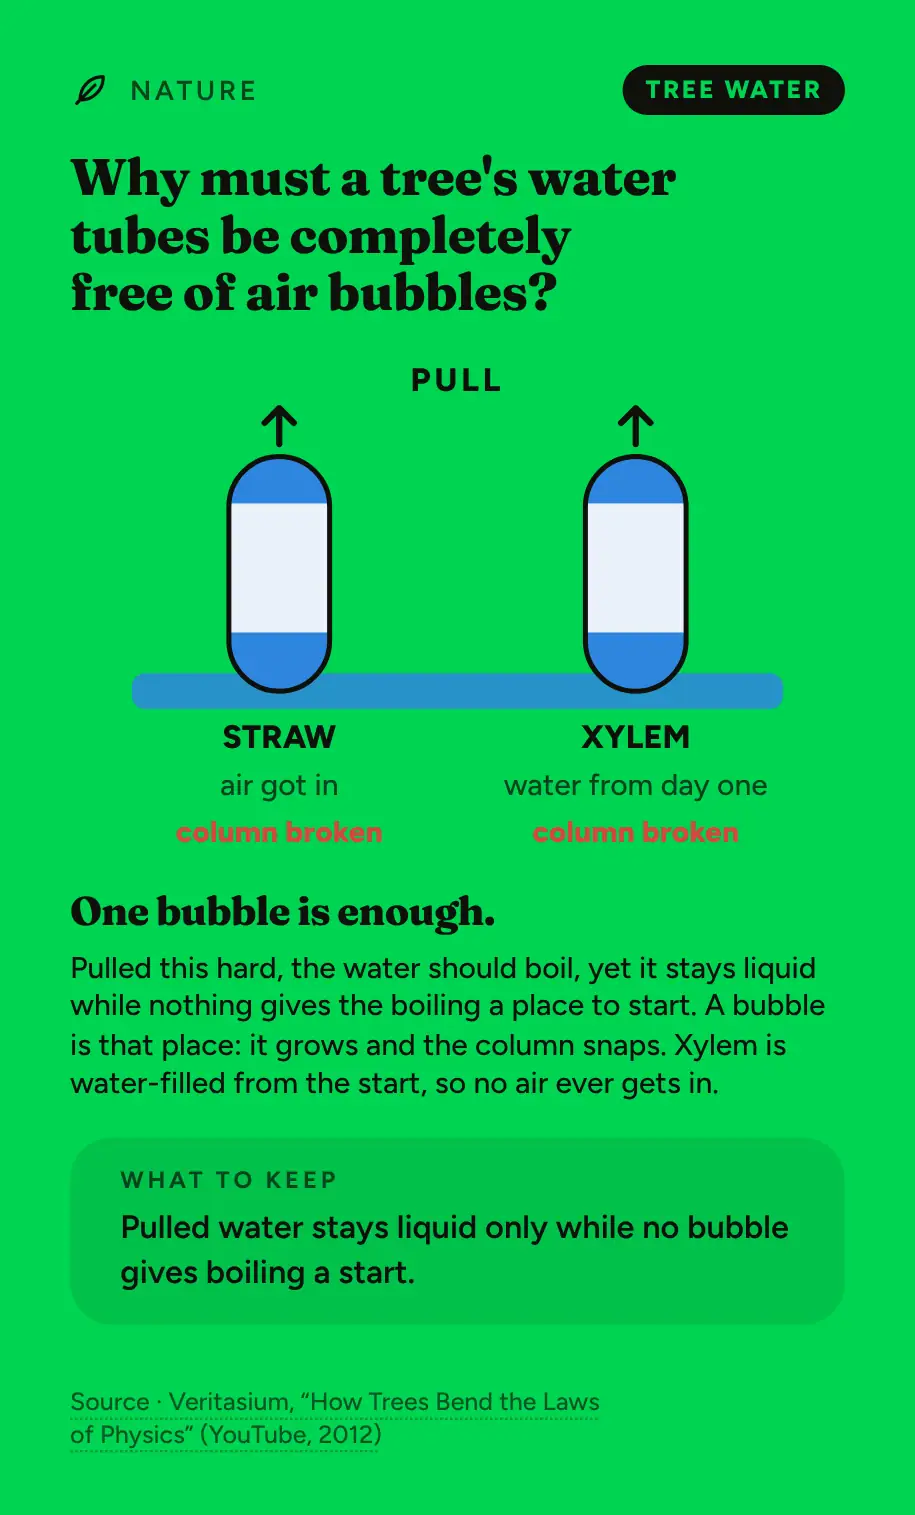 NATURE
TREE WATER
Why must a tree's water
tubes be completely
free of air bubbles?
PULL
STRAW
XYLEM
air got in
water from day one
column broken
column broken
One bubble is enough.
Pulled this hard, the water should boil, yet it stays liquid
while nothing gives the boiling a place to start. A bubble
is that place: it grows and the column snaps. Xylem is
water-filled from the start, so no air ever gets in.
WHAT TO KEEP
Pulled water stays liquid only while no bubble
gives boiling a start.
Source · Veritasium, “How Trees Bend the Laws
of Physics” (YouTube, 2012)